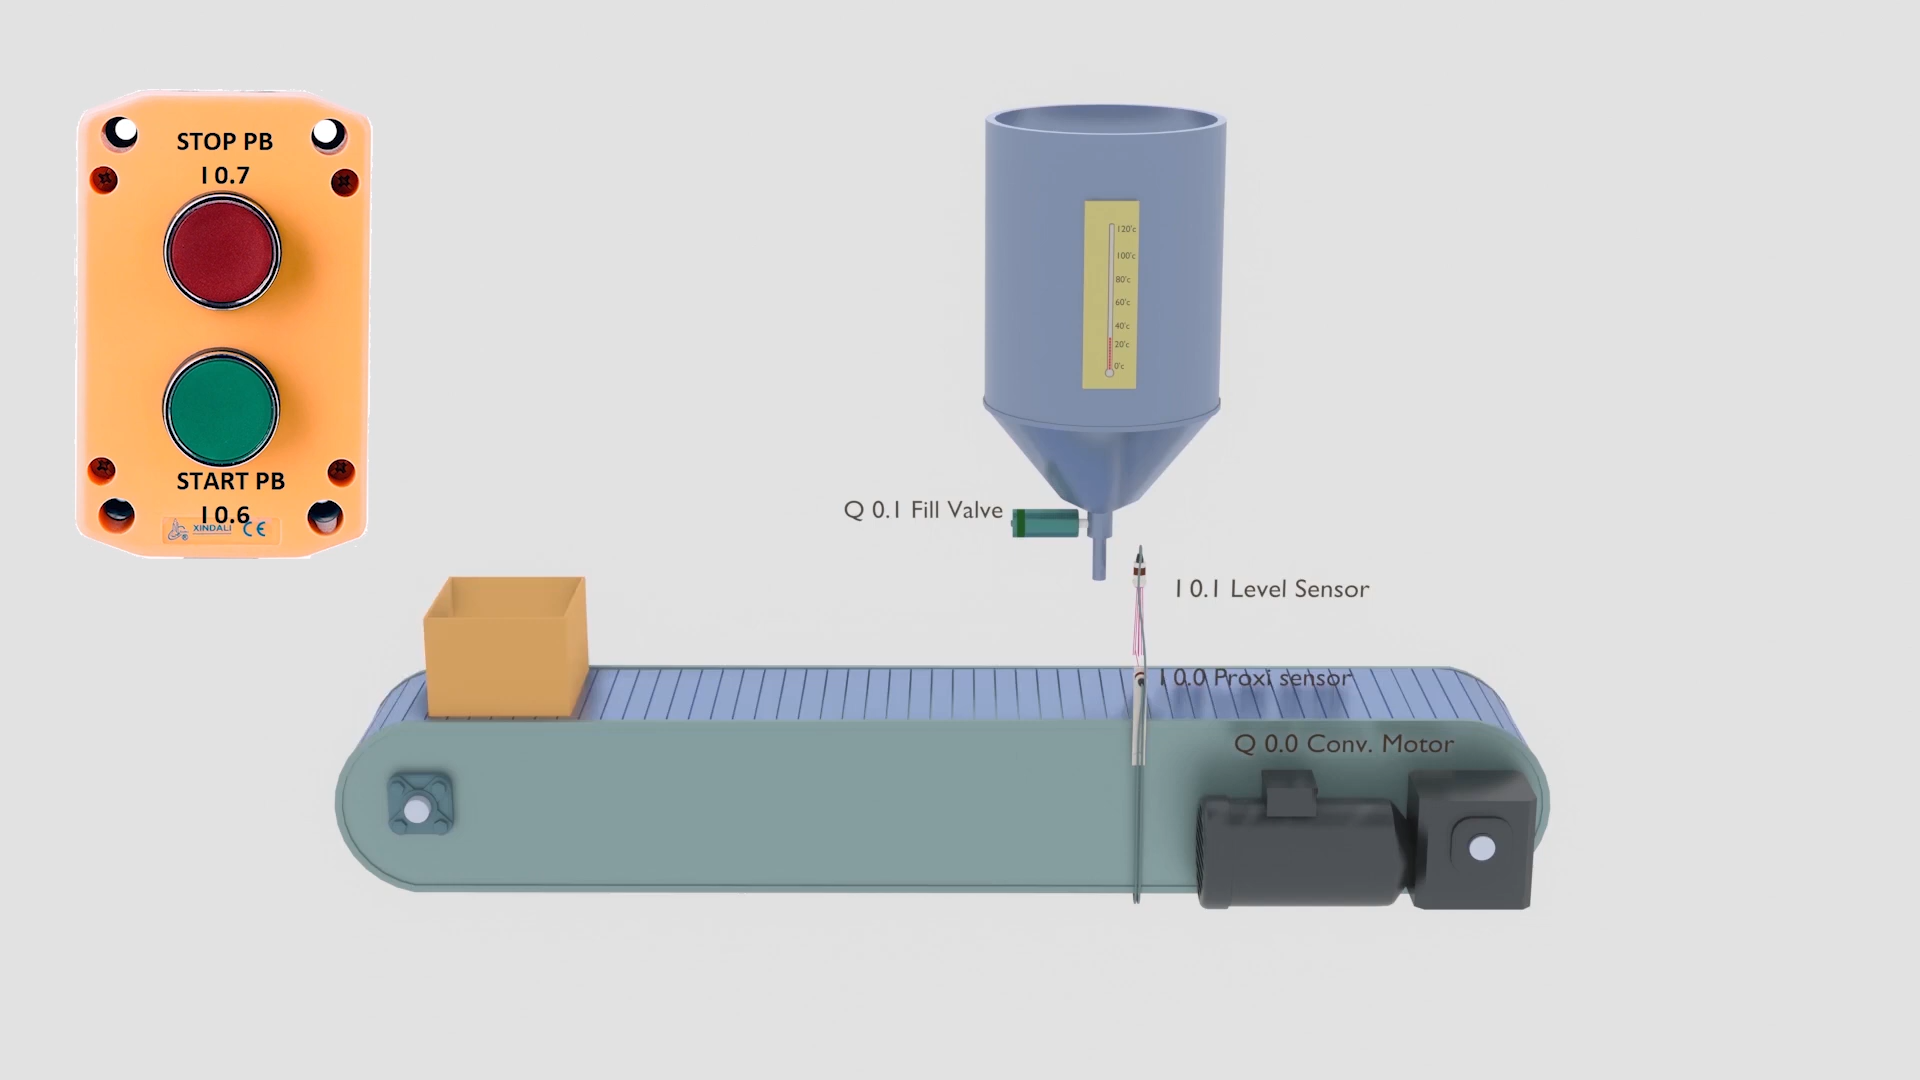 STOP PB
I 0.7
START PB
I 0.6
XINDALI CE
120°c
100°c
80°c
60°c
40°c
20°c
0°c
Q 0.1 Fill Valve
I 0.1 Level Sensor
I 0.0 Proxi sensor
Q 0.0 Conv. Motor